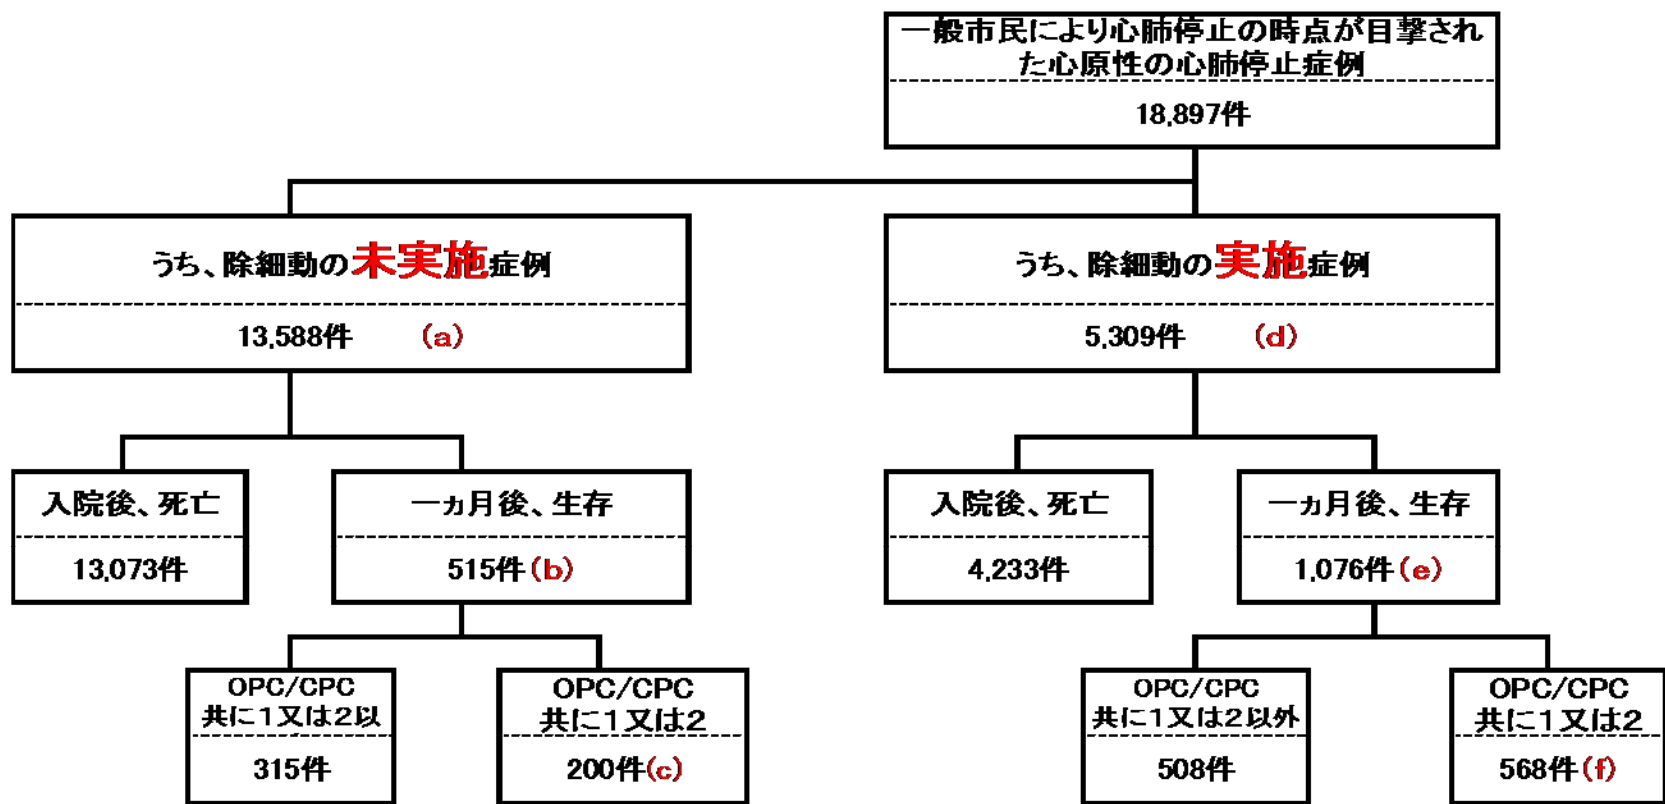 一般市民により心肺停止の時点が目撃され
た心原性の心肺停止症例
18,897件
うち、除細動の未実施症例
13,588件 (a)
うち、除細動の実施症例
5,309件 (d)
入院後、死亡
13,073件
一ヵ月後、生存
515件(b)
入院後、死亡
4,233件
一ヵ月後、生存
1,076件(e)
OPC/CPC
共に1又は2以
315件
OPC/CPC
共に1又は2
200件(c)
OPC/CPC
共に1又は2以外
508件
OPC/CPC
共に1又は2
568件(f)